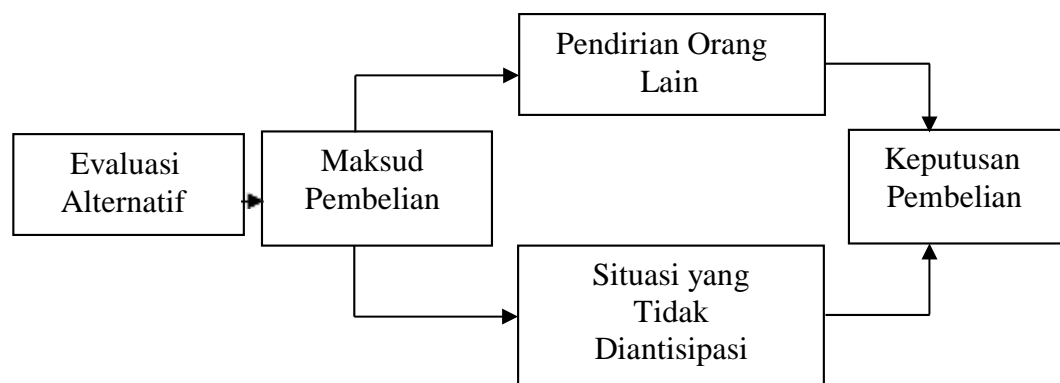 Evaluasi
Alternatif
Maksud
Pembelian
Pendirian Orang
Lain
Situasi yang
Tidak
Diantisipasi
Keputusan
Pembelian